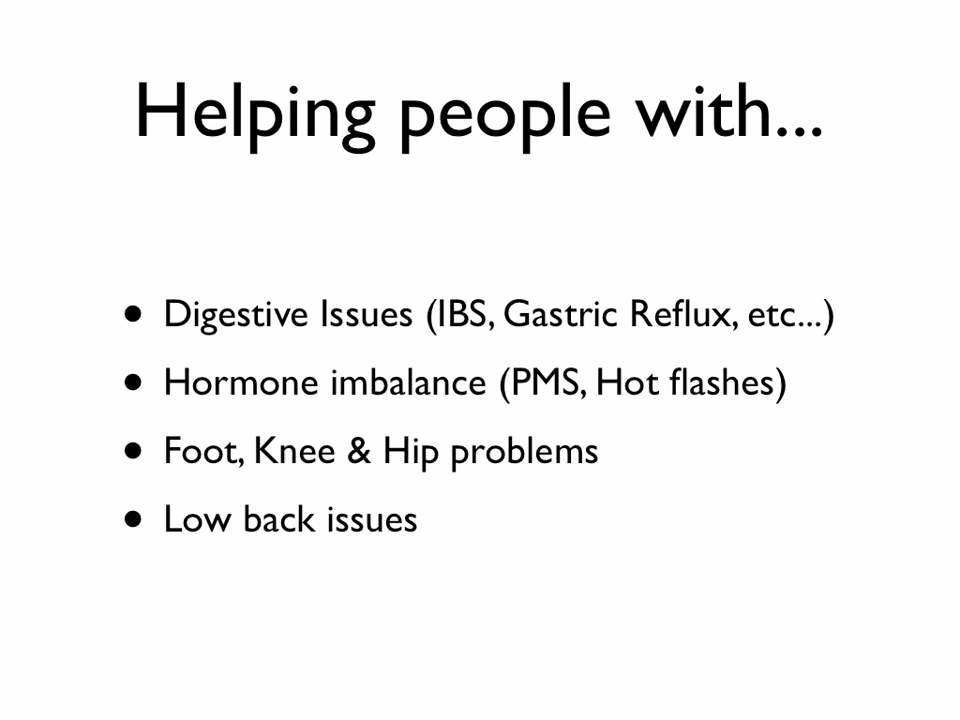 Helping people with...
• Digestive Issues (IBS, Gastric Reflux, etc...)
• Hormone imbalance (PMS, Hot flashes)
• Foot, Knee & Hip problems
• Low back issues